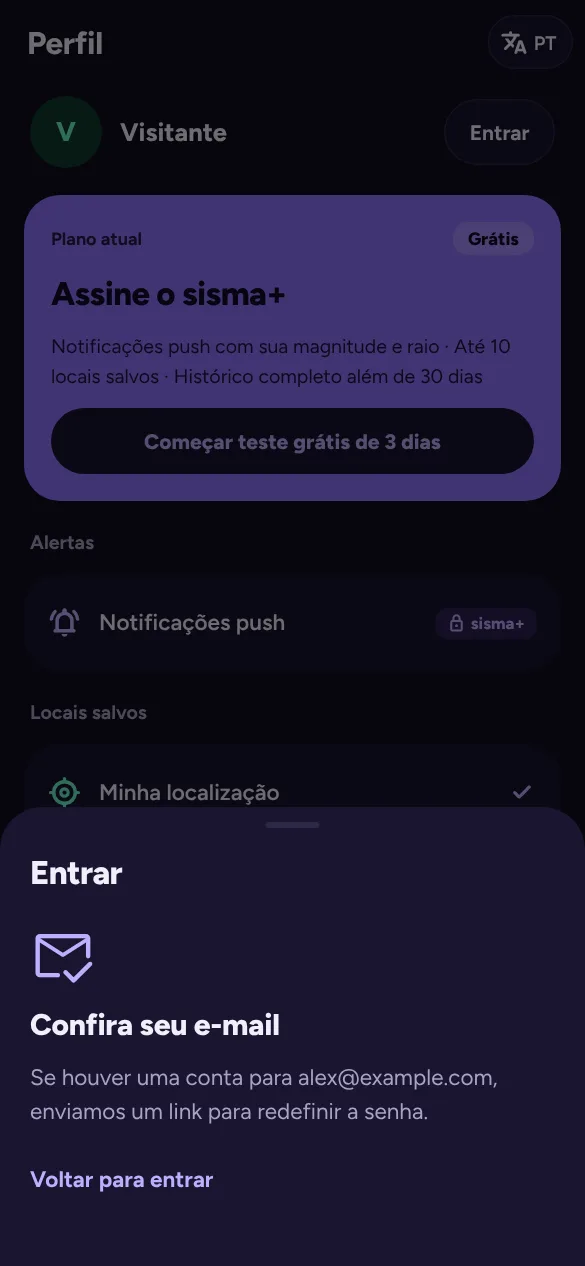 Perfil
PT
V
Visitante
Entrar
Plano atual
Grátis
Assine o sisma+
Notificações push com sua magnitude e raio · Até 10
locais salvos · Histórico completo além de 30 dias
Começar teste grátis de 3 dias
Alertas
Notificações push
sisma+
Locais salvos
Minha localização
Entrar
Confira seu e-mail
Se houver uma conta para alex@example.com,
enviamos um link para redefinir a senha.
Voltar para entrar